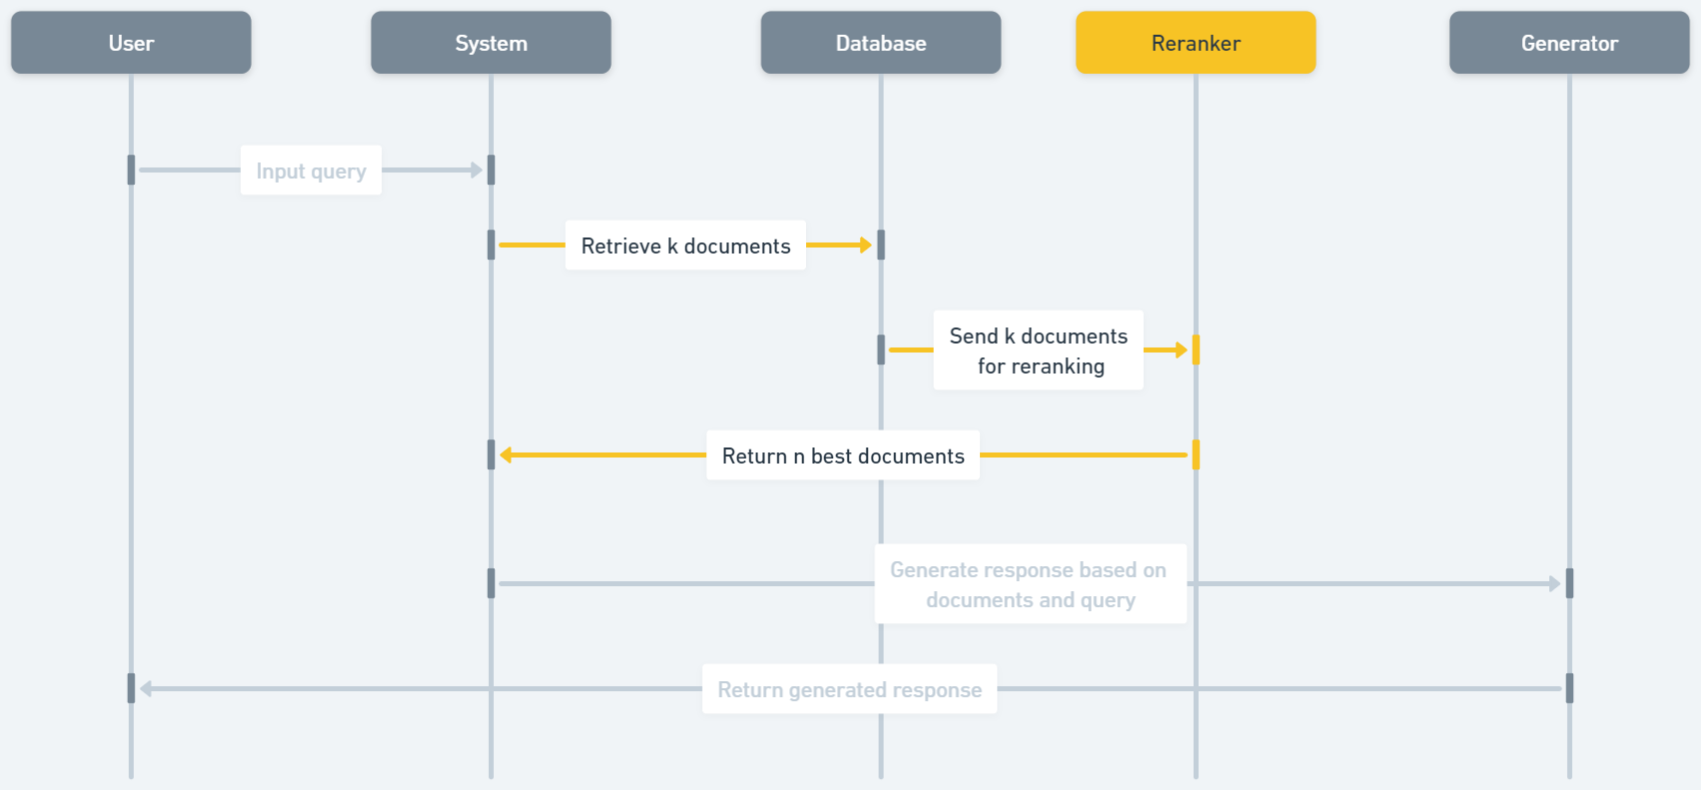 User
System
Database
Reranker
Generator
Input query
Retrieve k documents
Send k documents
for reranking
Return n best documents
Generate response based on
documents and query
Return generated response